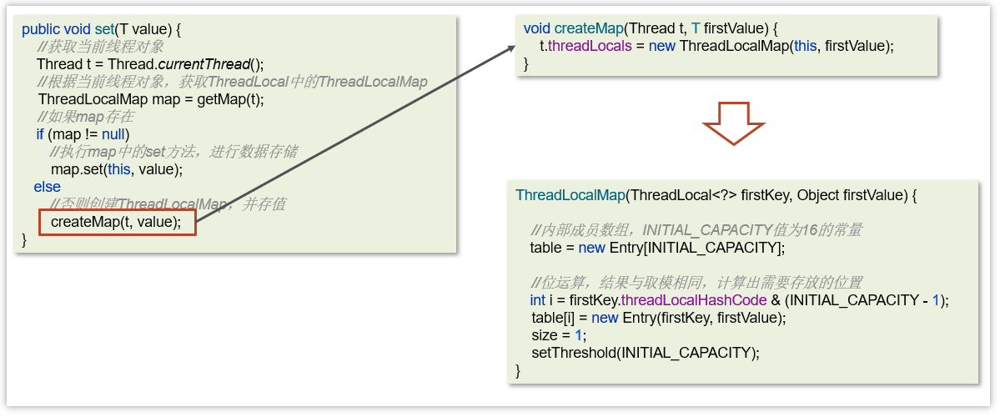 public void set(T value) {
//获取当前线程对象
Thread t = Thread.currentThread();
//根据当前线程对象，获取ThreadLocal中的ThreadLocalMap
ThreadLocalMap map = getMap(t);
//如果map存在
if (map != null)
//执行map中的set方法，进行数据存储
map.set(this, value);
else
//否则创建ThreadLocalMap，并存值
createMap(t, value);
}
void createMap(Thread t, T firstValue) {
t.threadLocals = new ThreadLocalMap(this, firstValue);
}
ThreadLocalMap(ThreadLocal<?> firstKey, Object firstValue) {
//内部成员数组，INITIAL_CAPACITY值为16的常量
table = new Entry[INITIAL_CAPACITY];
//位运算，结果与取模相同，计算出需要存放的位置
int i = firstKey.threadLocalHashCode & (INITIAL_CAPACITY - 1);
table[i] = new Entry(firstKey, firstValue);
size = 1;
setThreshold(INITIAL_CAPACITY);
}